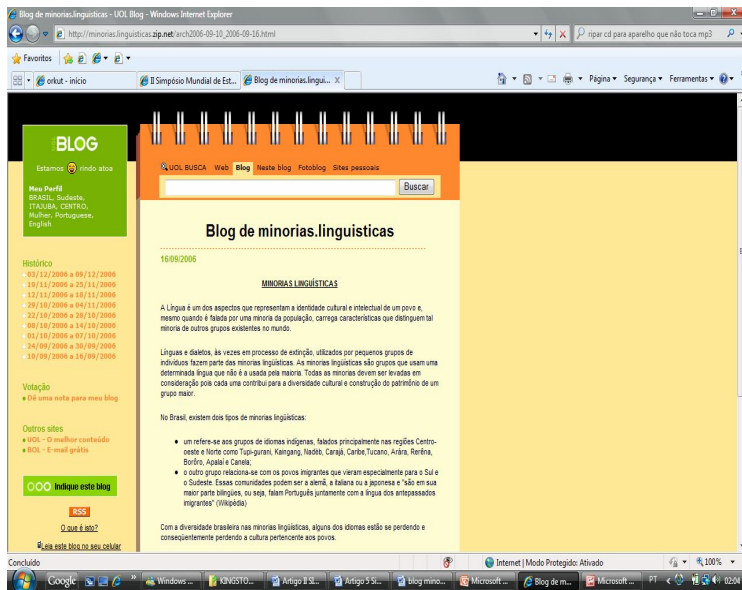 Blog de minorias.linguisticas - UOL Blog - Windows Internet Explorer
http://minorias.linguisticas.zip.net/arch2006-09-10_2006-09-16.html
ripar cd para aparelho que não toca mp3
Favoritos
orkut - início
II Simpósio Mundial de Est...
Blog de minorias.lingui...
Página
Segurança
Ferramentas
BLOG
Estamos rindo atoa
Meu Perfil
BRASIL, Sudeste,
ITAJUBA, CENTRO,
Mulher, Portuguese,
English
Histórico
03/12/2006 a 09/12/2006
19/11/2006 a 25/11/2006
12/11/2006 a 18/11/2006
29/10/2006 a 04/11/2006
22/10/2006 a 28/10/2006
08/10/2006 a 14/10/2006
01/10/2006 a 07/10/2006
24/09/2006 a 30/09/2006
10/09/2006 a 16/09/2006
Votação
Dê uma nota para meu blog
Outros sites
UOL - O melhor conteúdo
BOL - E-mail grátis
Indique este blog
RSS
O que é isto?
Leia este blog no seu celular
UOL BUSCA Web Blog Neste blog Fotoblog Sites pessoais
Buscar
Blog de minorias.linguisticas
16/09/2006
MINORIAS LINGUÍSTICAS
A Língua é um dos aspectos que representam a identidade cultural e intelectual de um povo e,
mesmo quando é falada por uma minoria da população, carrega características que distinguem tal
minoria de outros grupos existentes no mundo.
Línguas e dialetos, às vezes em processo de extinção, utilizados por pequenos grupos de
indivíduos fazem parte das minorias lingüísticas. As minorias lingüísticas são grupos que usam uma
determinada língua que não é a usada pela maioria. Todas as minorias devem ser levadas em
consideração pois cada uma contribui para a diversidade cultural e construção do patrimônio de um
grupo maior.
No Brasil, existem dois tipos de minorias lingüísticas:
um refere-se aos grupos de idiomas indígenas, falados principalmente nas regiões Centro-
oeste e Norte como Tupi-gurani, Kaingang, Nadëb, Carajá, Caribe,Tucano, Arára, Rerêna,
Borôro, Apalaí e Canela;
o outro grupo relaciona-se com os povos imigrantes que vieram especialmente para o Sul e
o Sudeste. Essas comunidades podem ser a alemã, a italiana ou a japonesa e "são em sua
maior parte bilingües, ou seja, falam Português juntamente com a língua dos antepassados
imigrantes" (Wikipédia)
Com a diversidade brasileira nas minorias lingüísticas, alguns dos idiomas estão se perdendo e
conseqüentemente perdendo a cultura pertencente aos povos.
Concluído
Internet | Modo Protegido: Ativado
100%
Google
Windows ...
KINGSTO...
Artigo II SI...
Artigo 5 Si...
blog mino...
Microsoft ...
Blog de m...
Microsoft ...
PT
02:04